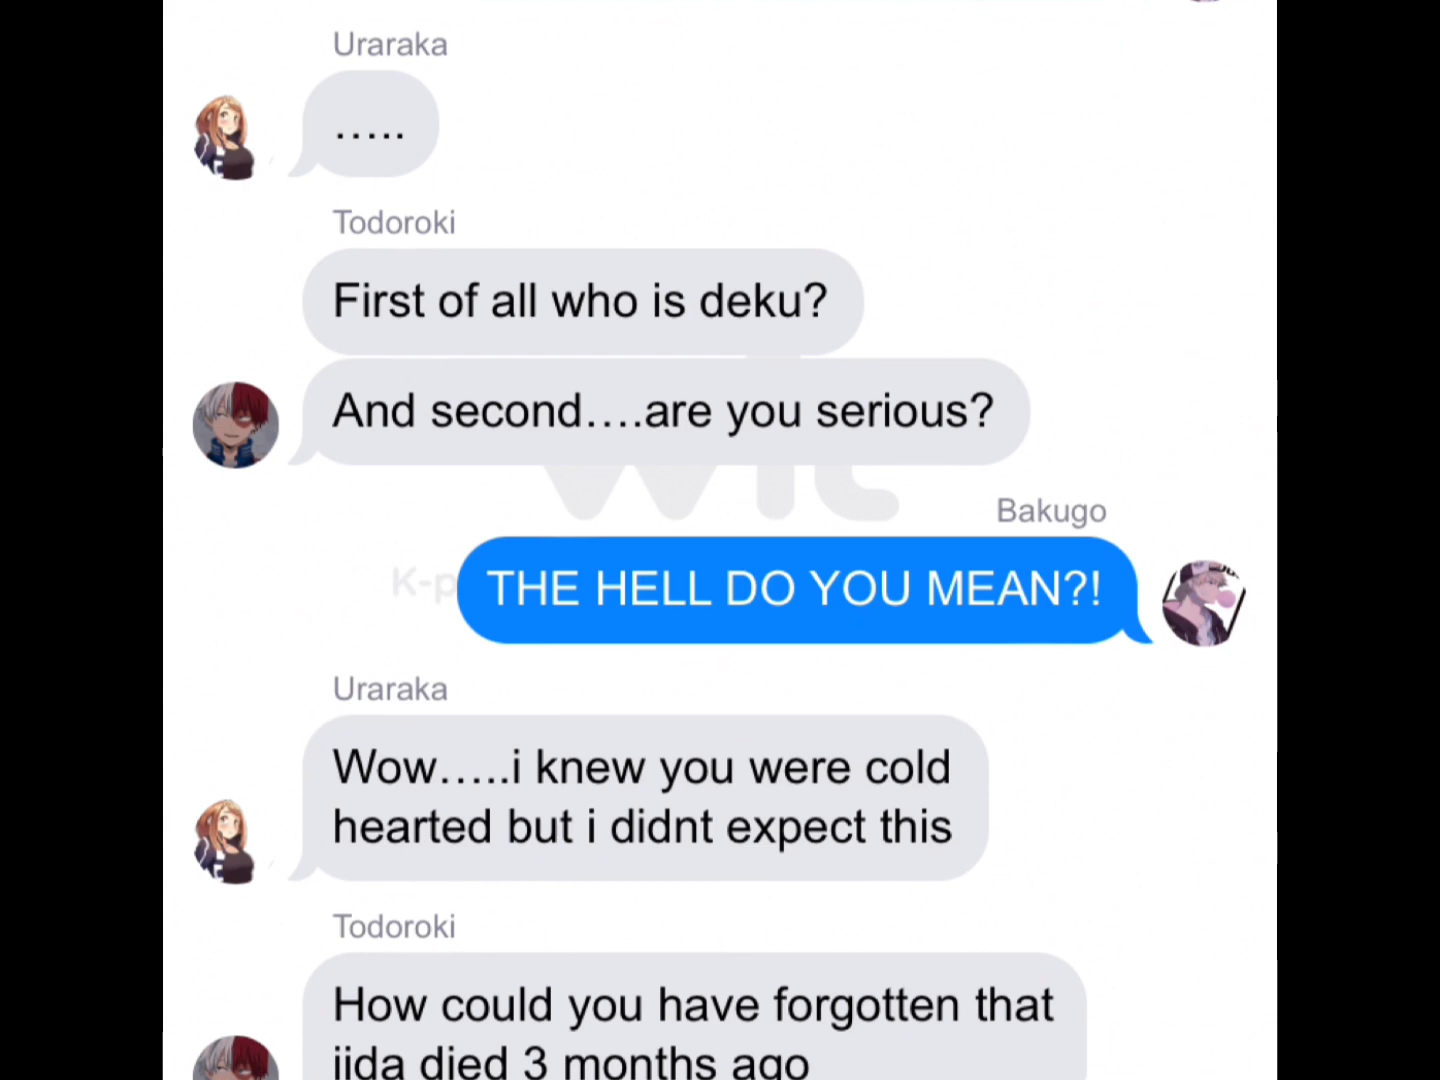 Uraraka
.....
Todoroki
First of all who is deku?
And second....are you serious?
Bakugo
THE HELL DO YOU MEAN?!
Uraraka
Wow.....i knew you were cold
hearted but i didnt expect this
Todoroki
How could you have forgotten that
iida died 3 months ago